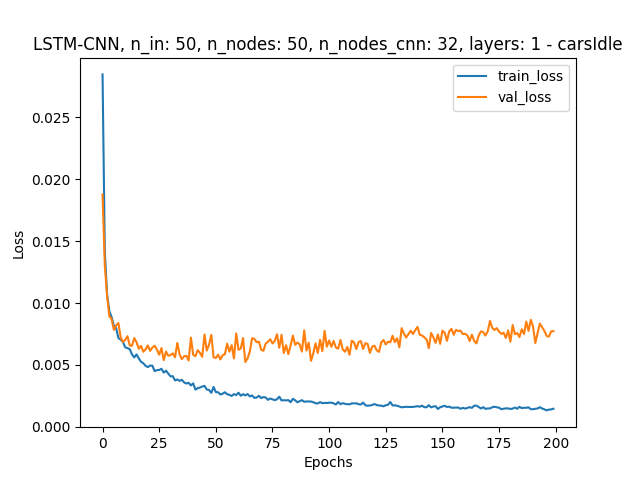 LSTM-CNN, n_in: 50, n_nodes: 50, n_nodes_cnn: 32, layers: 1 - carsIdle
train_loss
val_loss
Loss
0.025
0.020
0.015
0.010
0.005
0.000
0 25 50 75 100 125 150 175 200
Epochs